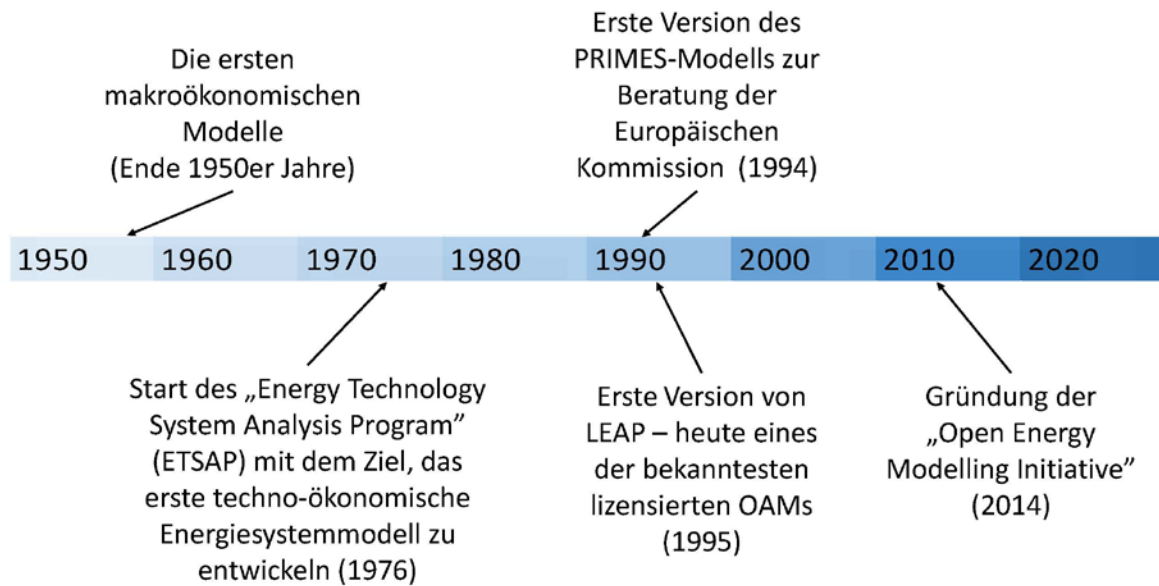 Die ersten
makroökonomischen
Modelle
(Ende 1950er Jahre)
Erste Version des
PRIMES-Modells zur
Beratung der
Europäischen
Kommission (1994)
1950 1960 1970 1980 1990 2000 2010 2020
Start des „Energy Technology
System Analysis Program”
(ETSAP) mit dem Ziel, das
erste techno-ökonomische
Energiesystemmodell zu
entwickeln (1976)
Erste Version von
LEAP – heute eines
der bekanntesten
lizensierten OAMs
(1995)
Gründung der
„Open Energy
Modelling Initiative”
(2014)